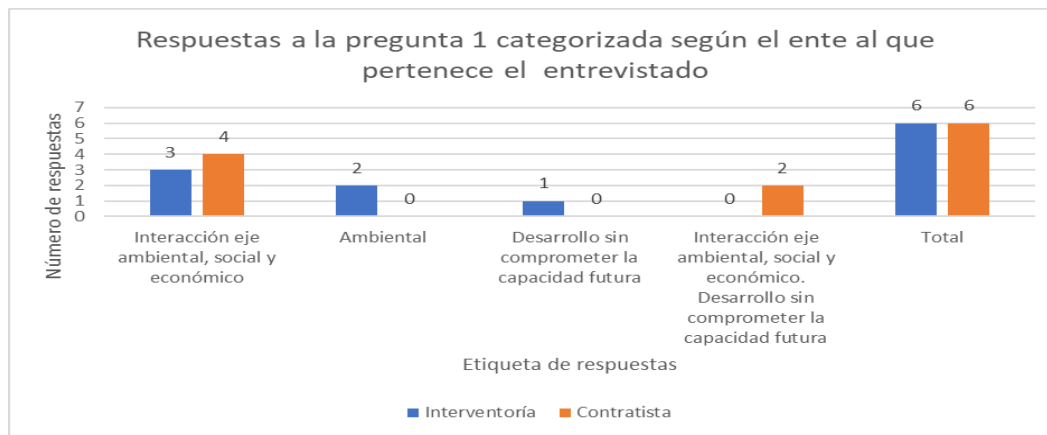 Respuestas a la pregunta 1 categorizada según el ente al que
pertenece el  entrevistado
Número de respuestas
7
6
5
4
3
2
1
0
3
4
2
0
1
0
0
2
6
6
Interacción eje
ambiental, social y
económico
Ambiental
Desarrollo sin
comprometer la
capacidad futura
Interacción eje
ambiental, social y
económico.
Desarrollo sin
comprometer la
capacidad futura
Total
Etiqueta de respuestas
Interventoría
Contratista